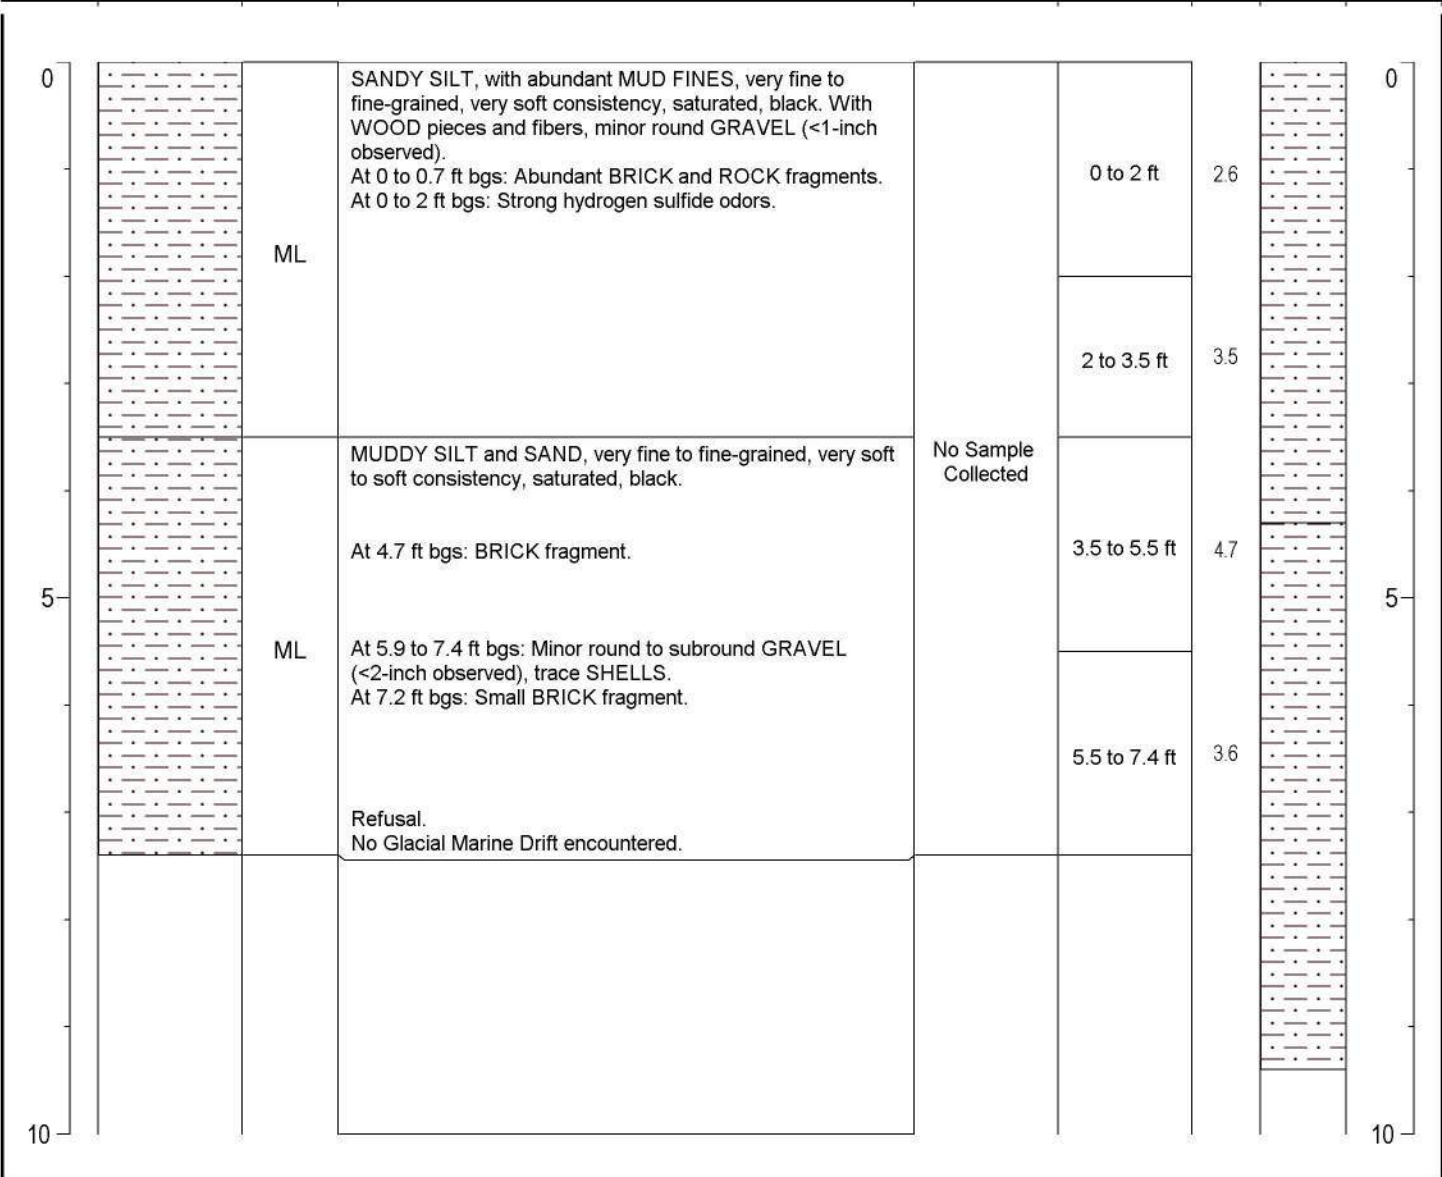 0
ML
SANDY SILT, with abundant MUD FINES, very fine to
fine-grained, very soft consistency, saturated, black. With
WOOD pieces and fibers, minor round GRAVEL (<1-inch
observed).
At 0 to 0.7 ft bgs: Abundant BRICK and ROCK fragments.
At 0 to 2 ft bgs: Strong hydrogen sulfide odors.
0 to 2 ft
2.6
0
2 to 3.5 ft
3.5
MUDDY SILT and SAND, very fine to fine-grained, very soft
to soft consistency, saturated, black.
No Sample
Collected
At 4.7 ft bgs: BRICK fragment.
3.5 to 5.5 ft
4.7
5
5
ML
At 5.9 to 7.4 ft bgs: Minor round to subround GRAVEL
(<2-inch observed), trace SHELLS.
At 7.2 ft bgs: Small BRICK fragment.
5.5 to 7.4 ft
3.6
Refusal.
No Glacial Marine Drift encountered.
10
10